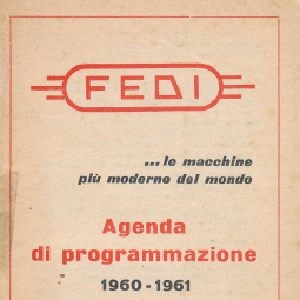 FEDI
...le macchine
più moderne del mondo
Agenda
di programmazione
1960-1961